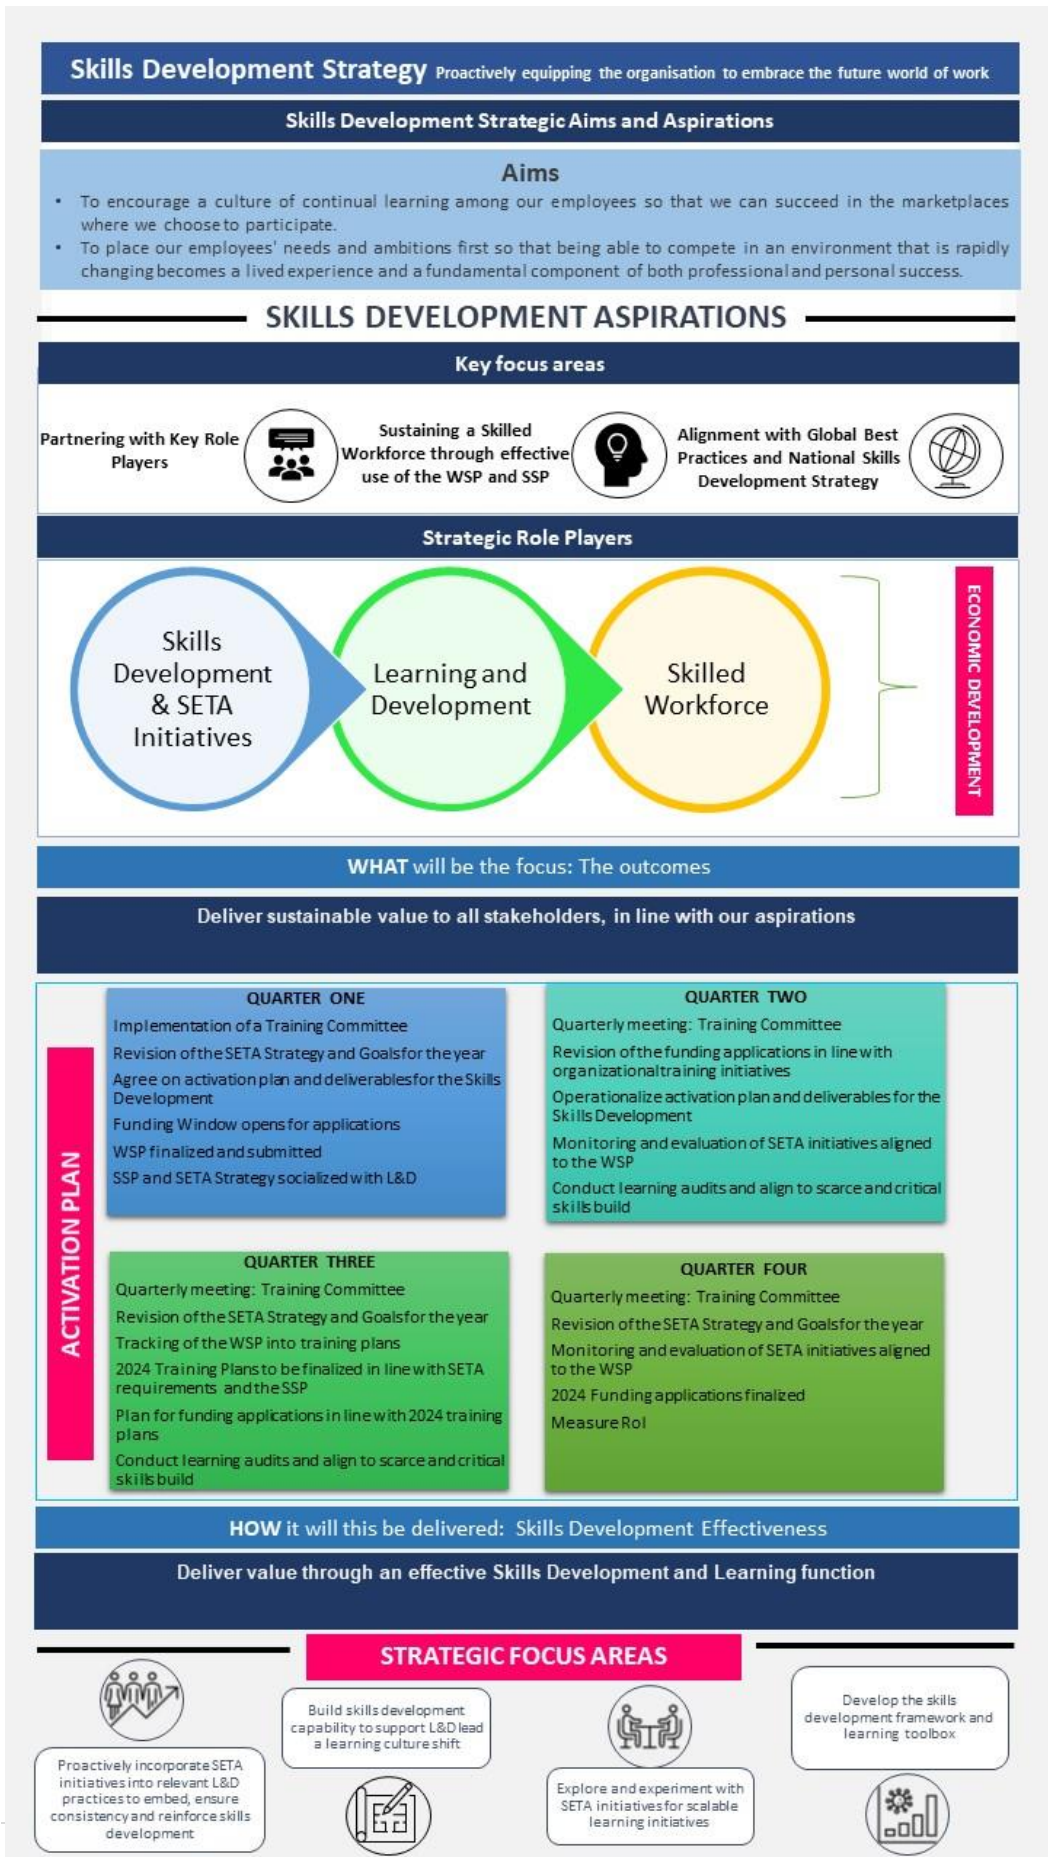 Skills Development Strategy Proactively equipping the organisation to embrace the future world of work
Skills Development Strategic Aims and Aspirations
Aims
• To encourage a culture of continual learning among our employees so that we can succeed in the marketplaces
where we choose to participate.
• To place our employees' needs and ambitions first so that being able to compete in an environment that is rapidly
changing becomes a lived experience and a fundamental component of both professional and personal success.
SKILLS DEVELOPMENT ASPIRATIONS
Key focus areas
Partnering with Key Role
Players
Sustaining a Skilled
Workforce through effective
use of the WSP and SSP
Alignment with Global Best
Practices and National Skills
Development Strategy
Strategic Role Players
Skills
Development
& SETA
Initiatives
Learning and
Development
Skilled
Workforce
ECONOMIC DEVELOPMENT
WHAT will be the focus: The outcomes
Deliver sustainable value to all stakeholders, in line with our aspirations
ACTIVATION PLAN
QUARTER ONE
Implementation of a Training Committee
Revision of the SETA Strategy and Goals for the year
Agree on activation plan and deliverables for the Skills
Development
Funding Window opens for applications
WSP finalized and submitted
SSP and SETA Strategy socialized with L&D
QUARTER TWO
Quarterly meeting: Training Committee
Revision of the funding applications in line with
organizational training initiatives
Operationalize activation plan and deliverables for the
Skills Development
Monitoring and evaluation of SETA initiatives aligned
to the WSP
Conduct learning audits and align to scarce and critical
skills build
QUARTER THREE
Quarterly meeting: Training Committee
Revision of the SETA Strategy and Goals for the year
Tracking of the WSP into training plans
2024 Training Plans to be finalized in line with SETA
requirements and the SSP
Plan for funding applications in line with 2024 training
plans
Conduct learning audits and align to scarce and critical
skills build
QUARTER FOUR
Quarterly meeting: Training Committee
Revision of the SETA Strategy and Goals for the year
Monitoring and evaluation of SETA initiatives aligned
to the WSP
2024 Funding applications finalized
Measure RoI
HOW it will this be delivered: Skills Development Effectiveness
Deliver value through an effective Skills Development and Learning function
STRATEGIC FOCUS AREAS
Proactively incorporate SETA
initiatives into relevant L&D
practices to embed, ensure
consistency and reinforce skills
development
Build skills development
capability to support L&D lead
a learning culture shift
Explore and experiment with
SETA initiatives for scalable
learning initiatives
Develop the skills
development framework and
learning toolbox